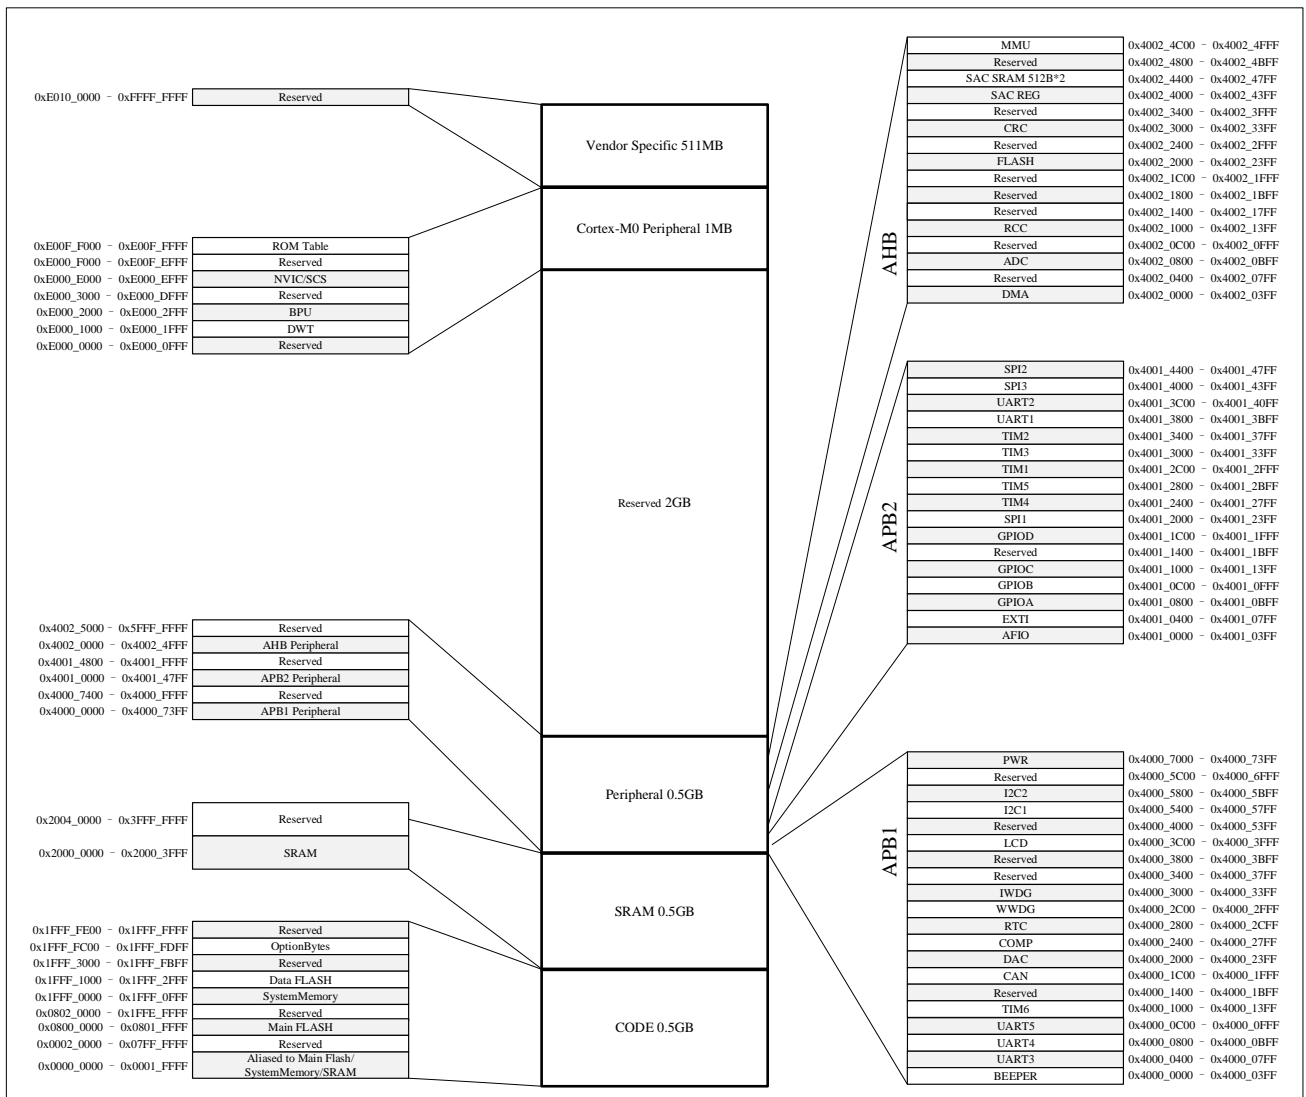 0xE010_0000 - 0xFFFF_FFFF Reserved
Vendor Specific 511MB
Cortex-M0 Peripheral 1MB
0xE00F_F000 - 0xE00F_FFFF ROM Table
0xE000_F000 - 0xE00F_EFFF Reserved
0xE000_E000 - 0xE000_EFFF NVIC/SCS
0xE000_3000 - 0xE000_DFFF Reserved
0xE000_2000 - 0xE000_2FFF BPU
0xE000_1000 - 0xE000_1FFF DWT
0xE000_0000 - 0xE000_0FFF Reserved
Reserved 2GB
0x4002_5000 - 0x5FFF_FFFF Reserved
0x4002_0000 - 0x4002_4FFF AHB Peripheral
0x4001_4800 - 0x4001_FFFF Reserved
0x4001_0000 - 0x4001_47FF APB2 Peripheral
0x4000_7400 - 0x4000_FFFF Reserved
0x4000_0000 - 0x4000_73FF APB1 Peripheral
Peripheral 0.5GB
0x2004_0000 - 0x3FFF_FFFF Reserved
0x2000_0000 - 0x2000_3FFF SRAM
SRAM 0.5GB
0x1FFF_FE00 - 0x1FFF_FFFF Reserved
0x1FFF_FC00 - 0x1FFF_FDFF OptionBytes
0x1FFF_3000 - 0x1FFF_FBFF Reserved
0x1FFF_1000 - 0x1FFF_2FFF Data FLASH
0x1FFF_0000 - 0x1FFF_0FFF SystemMemory
0x0802_0000 - 0x1FFE_FFFF Reserved
0x0800_0000 - 0x0801_FFFF Main FLASH
0x0002_0000 - 0x07FF_FFFF Reserved
0x0000_0000 - 0x0001_FFFF Aliased to Main Flash/
SystemMemory/SRAM
CODE 0.5GB
AHB
MMU 0x4002_4C00 - 0x4002_4FFF
Reserved 0x4002_4800 - 0x4002_4BFF
SAC SRAM 512B*2 0x4002_4400 - 0x4002_47FF
SAC REG 0x4002_4000 - 0x4002_43FF
Reserved 0x4002_3400 - 0x4002_3FFF
CRC 0x4002_3000 - 0x4002_33FF
Reserved 0x4002_2400 - 0x4002_2FFF
FLASH 0x4002_2000 - 0x4002_23FF
Reserved 0x4002_1C00 - 0x4002_1FFF
Reserved 0x4002_1800 - 0x4002_1BFF
Reserved 0x4002_1400 - 0x4002_17FF
RCC 0x4002_1000 - 0x4002_13FF
Reserved 0x4002_0C00 - 0x4002_0FFF
ADC 0x4002_0800 - 0x4002_0BFF
Reserved 0x4002_0400 - 0x4002_07FF
DMA 0x4002_0000 - 0x4002_03FF
APB2
SPI2 0x4001_4400 - 0x4001_47FF
SPI3 0x4001_4000 - 0x4001_43FF
UART2 0x4001_3C00 - 0x4001_40FF
UART1 0x4001_3800 - 0x4001_3BFF
TIM2 0x4001_3400 - 0x4001_37FF
TIM3 0x4001_3000 - 0x4001_33FF
TIM1 0x4001_2C00 - 0x4001_2FFF
TIM5 0x4001_2800 - 0x4001_2BFF
TIM4 0x4001_2400 - 0x4001_27FF
SPI1 0x4001_2000 - 0x4001_23FF
GPIOD 0x4001_1C00 - 0x4001_1FFF
Reserved 0x4001_1400 - 0x4001_1BFF
GPIOC 0x4001_1000 - 0x4001_13FF
GPIOB 0x4001_0C00 - 0x4001_0FFF
GPIOA 0x4001_0800 - 0x4001_0BFF
EXTI 0x4001_0400 - 0x4001_07FF
AFIO 0x4001_0000 - 0x4001_03FF
APB1
PWR 0x4000_7000 - 0x4000_73FF
Reserved 0x4000_5C00 - 0x4000_6FFF
I2C2 0x4000_5800 - 0x4000_5BFF
I2C1 0x4000_5400 - 0x4000_57FF
Reserved 0x4000_4000 - 0x4000_53FF
LCD 0x4000_3C00 - 0x4000_3FFF
Reserved 0x4000_3800 - 0x4000_3BFF
Reserved 0x4000_3400 - 0x4000_37FF
IWDG 0x4000_3000 - 0x4000_33FF
WWDG 0x4000_2C00 - 0x4000_2FFF
RTC 0x4000_2800 - 0x4000_2CFF
COMP 0x4000_2400 - 0x4000_27FF
DAC 0x4000_2000 - 0x4000_23FF
CAN 0x4000_1C00 - 0x4000_1FFF
Reserved 0x4000_1400 - 0x4000_1BFF
TIM6 0x4000_1000 - 0x4000_13FF
UART5 0x4000_0C00 - 0x4000_0FFF
UART4 0x4000_0800 - 0x4000_0BFF
UART3 0x4000_0400 - 0x4000_07FF
BEEPER 0x4000_0000 - 0x4000_03FF